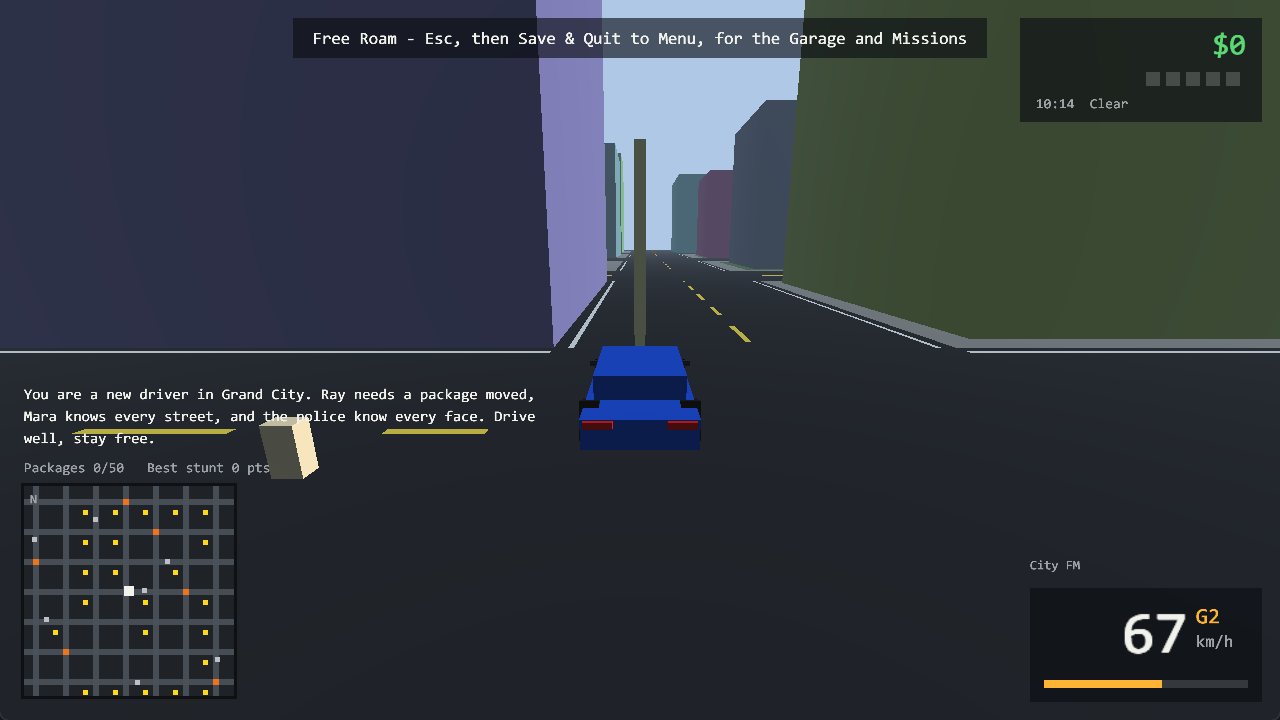 Free Roam - Esc, then Save & Quit to Menu, for the Garage and Missions
$0
10:14 Clear
You are a new driver in Grand City. Ray needs a package moved,
Mara knows every street, and the police know every face. Drive
well, stay free.
Packages 0/50 Best stunt 0 pts
N
City FM
67 G2
km/h